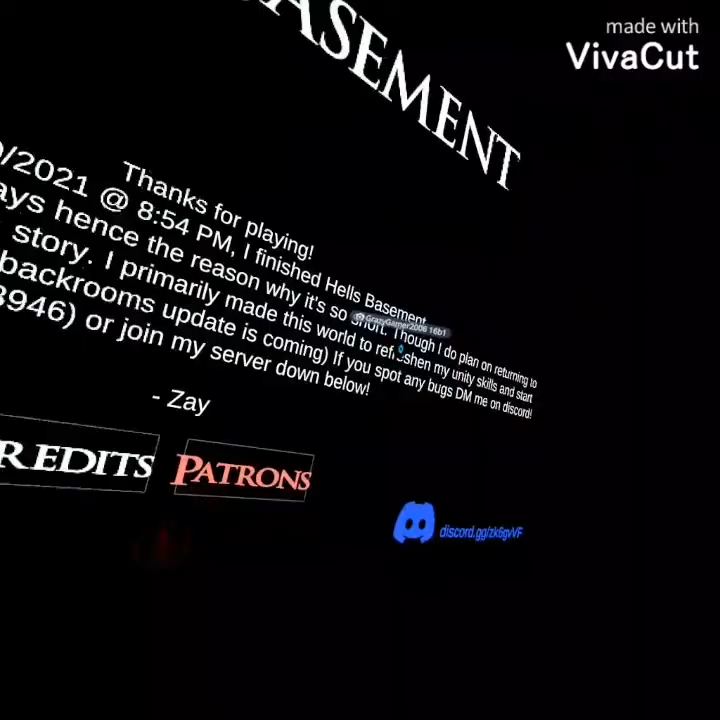 made with
VivaCut
ASEMENT
Thanks for playing!
/2021 @ 8:54 PM, I finished Hells Basement
ays hence the reason why it's so short. Though I do plan on returning to
story. I primarily made this world to refreshen my unity skills and start
backrooms update is coming) If you spot any bugs DM me on discord!
3946) or join my server down below!
- Zay
REDITS
PATRONS
CrazyGamer2006 16b1